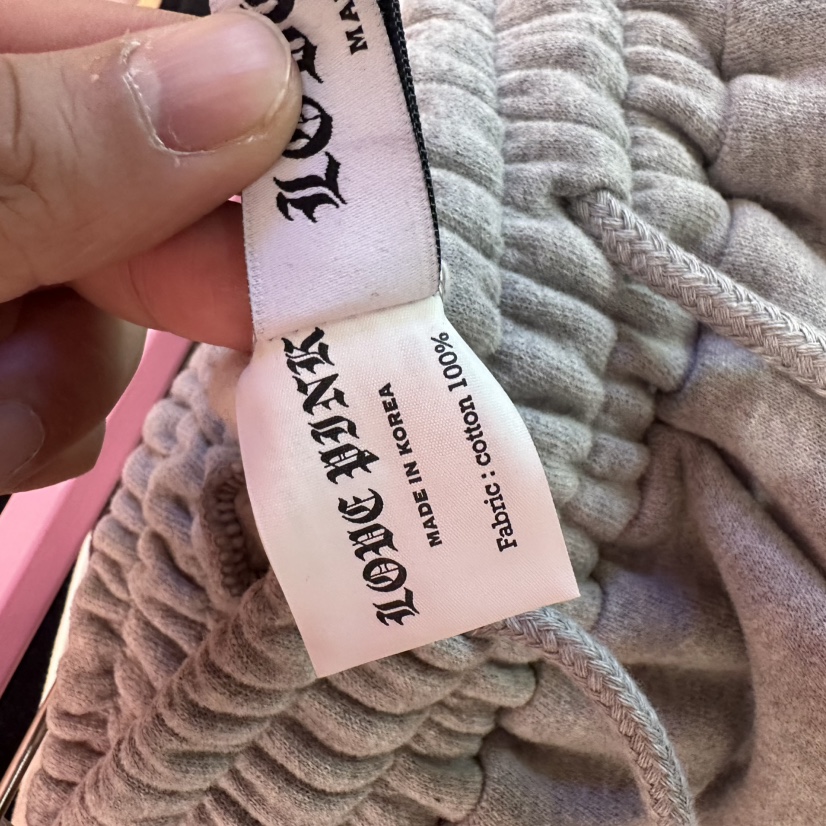 LOVE PINK
MADE IN KOREA
Fabric : cotton 100%